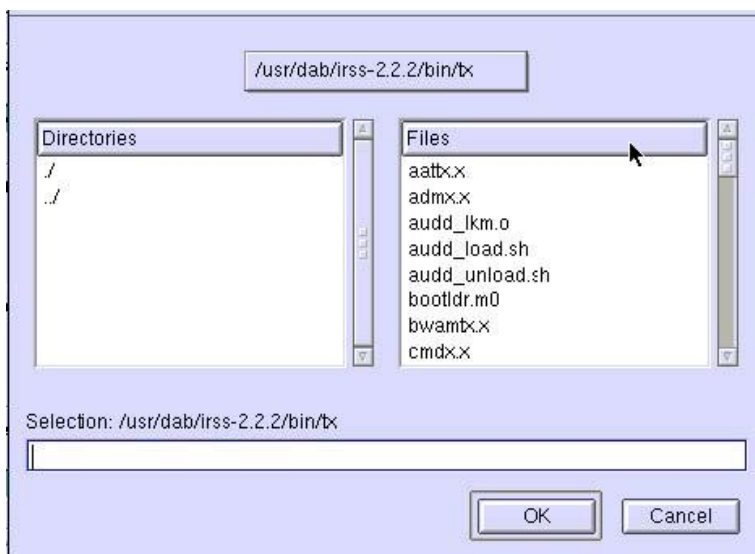 /usr/dab/irss-2.2.2/bin/tx
Directories
./
../
Files
aattx.x
admx.x
audd_lkm.o
audd_load.sh
audd_unload.sh
bootldr.m0
bwamtx.x
cmdx.x
Selection: /usr/dab/irss-2.2.2/bin/tx
OK
Cancel